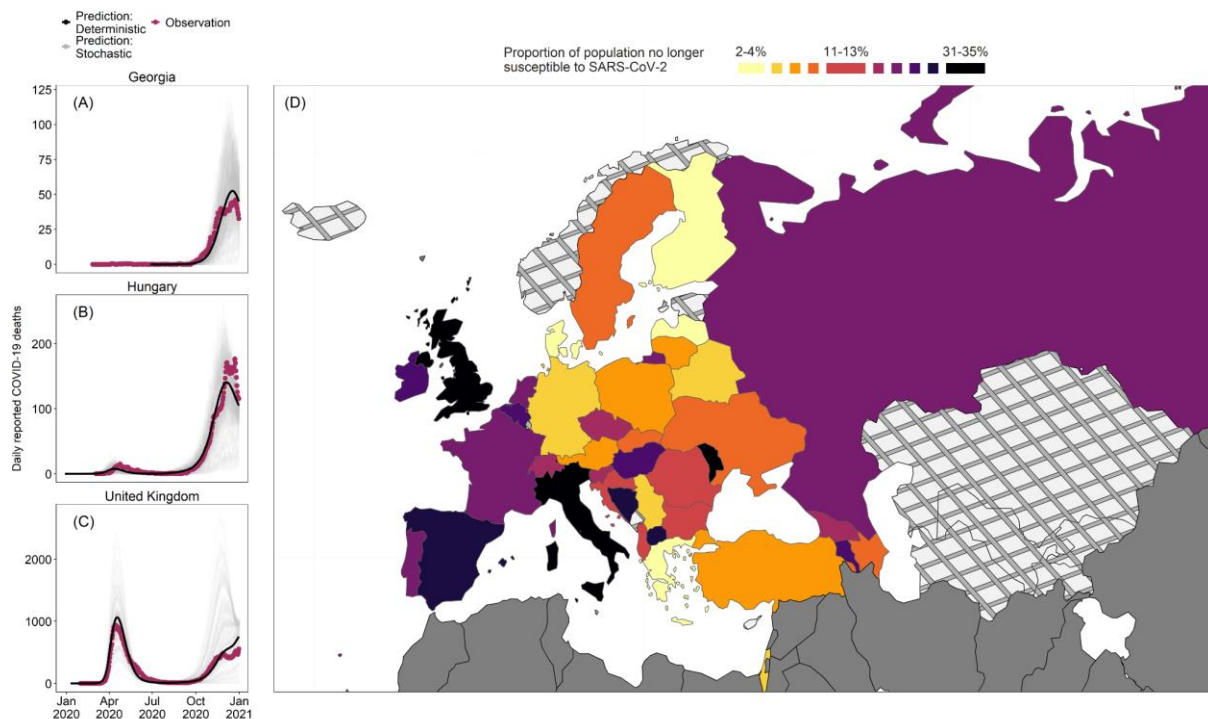 Prediction:
Deterministic
Observation
Prediction:
Stochastic
Proportion of population no longer
susceptible to SARS-CoV-2
2-4%
11-13%
31-35%
Georgia
(A)
125
100
75
50
25
0
Hungary
(B)
200
100
0
United Kingdom
(C)
2000
1000
0
Daily reported COVID-19 deaths
Jan
2020
Apr
2020
Jul
2020
Oct
2020
Jan
2021
(D)